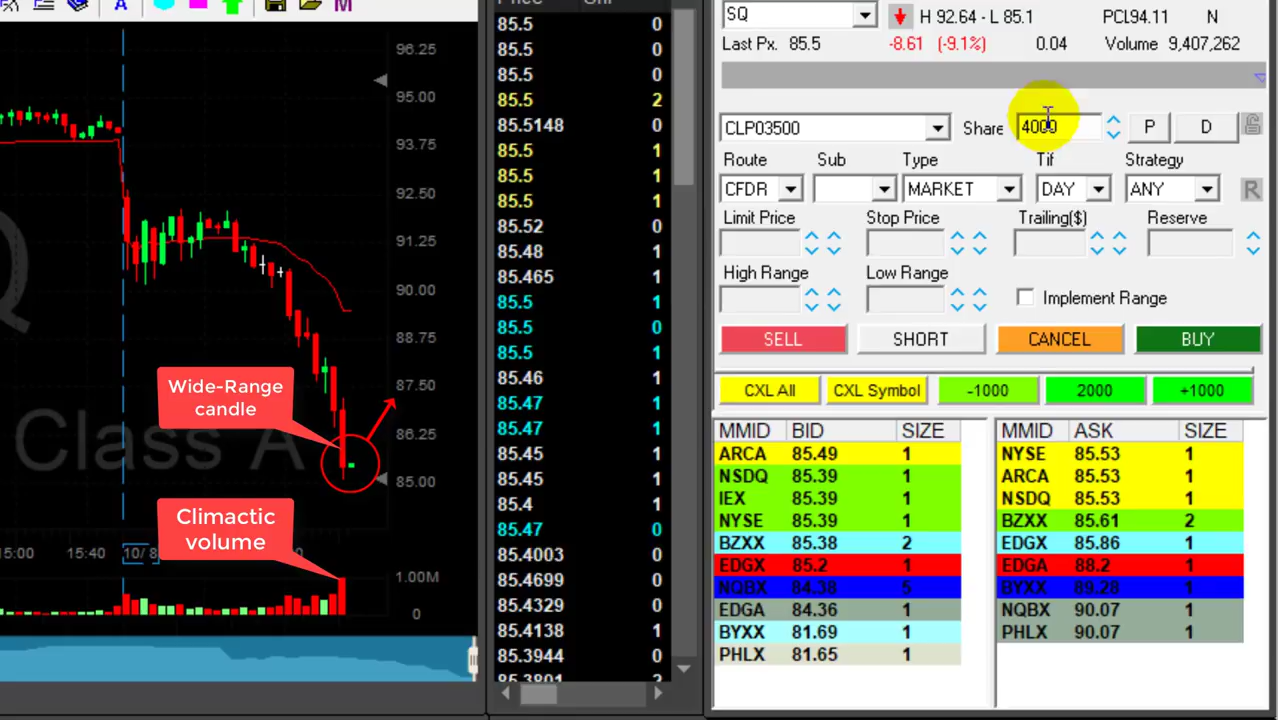 A
M
96.25
95.00
93.75
92.50
91.25
90.00
88.75
87.50
86.25
85.00
Q
Class A
Wide-Range
candle
Climactic
volume
15:00 15:40 10/ 8
1.00M
0
85.5 0
85.5 0
85.5 0
85.5 2
85.5148 0
85.5 1
85.5 1
85.5 1
85.52 0
85.48 1
85.465 1
85.5 1
85.5 0
85.5 1
85.46 1
85.47 1
85.47 1
85.45 1
85.45 1
85.4 1
85.47 0
85.4003 0
85.4699 0
85.4329 0
85.4138 1
85.3944 0
85.3801 2
SQ H 92.64 - L 85.1 PCL94.11 N
Last Px. 85.5 -8.61 (-9.1%) 0.04 Volume 9,407,262
CLP03500 Share 4000 P D
Route Sub Type Tif Strategy
CFDR MARKET DAY ANY R
Limit Price Stop Price Trailing($) Reserve
High Range Low Range
Implement Range
SELL SHORT CANCEL BUY
CXL All CXL Symbol -1000 2000 +1000
MMID BID SIZE MMID ASK SIZE
ARCA 85.49 1 NYSE 85.53 1
NSDQ 85.39 1 ARCA 85.53 1
IEX 85.39 1 NSDQ 85.53 1
NYSE 85.39 1 BZXX 85.61 2
BZXX 85.38 2 EDGX 85.86 1
EDGX 85.2 1 EDGA 88.2 1
NQBX 84.38 5 BYXX 89.28 1
EDGA 84.36 1 NQBX 90.07 1
BYXX 81.69 1 PHLX 90.07 1
PHLX 81.65 1